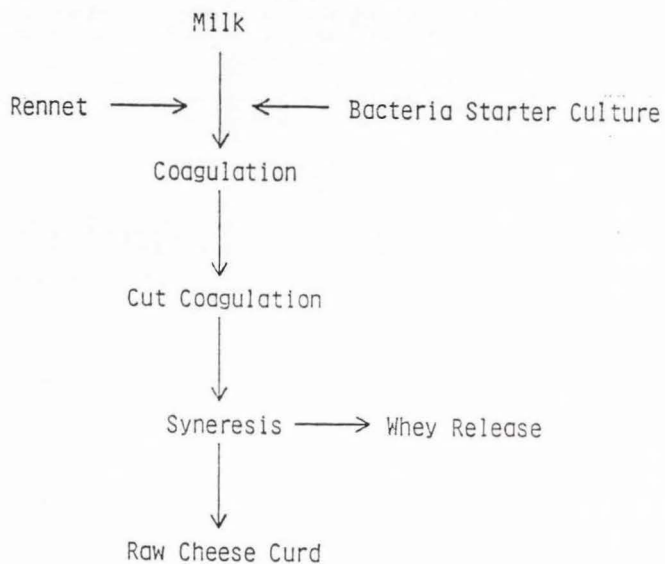 Milk
Rennet
Bacteria Starter Culture
Coagulation
Cut Coagulation
Syneresis
Whey Release
Raw Cheese Curd